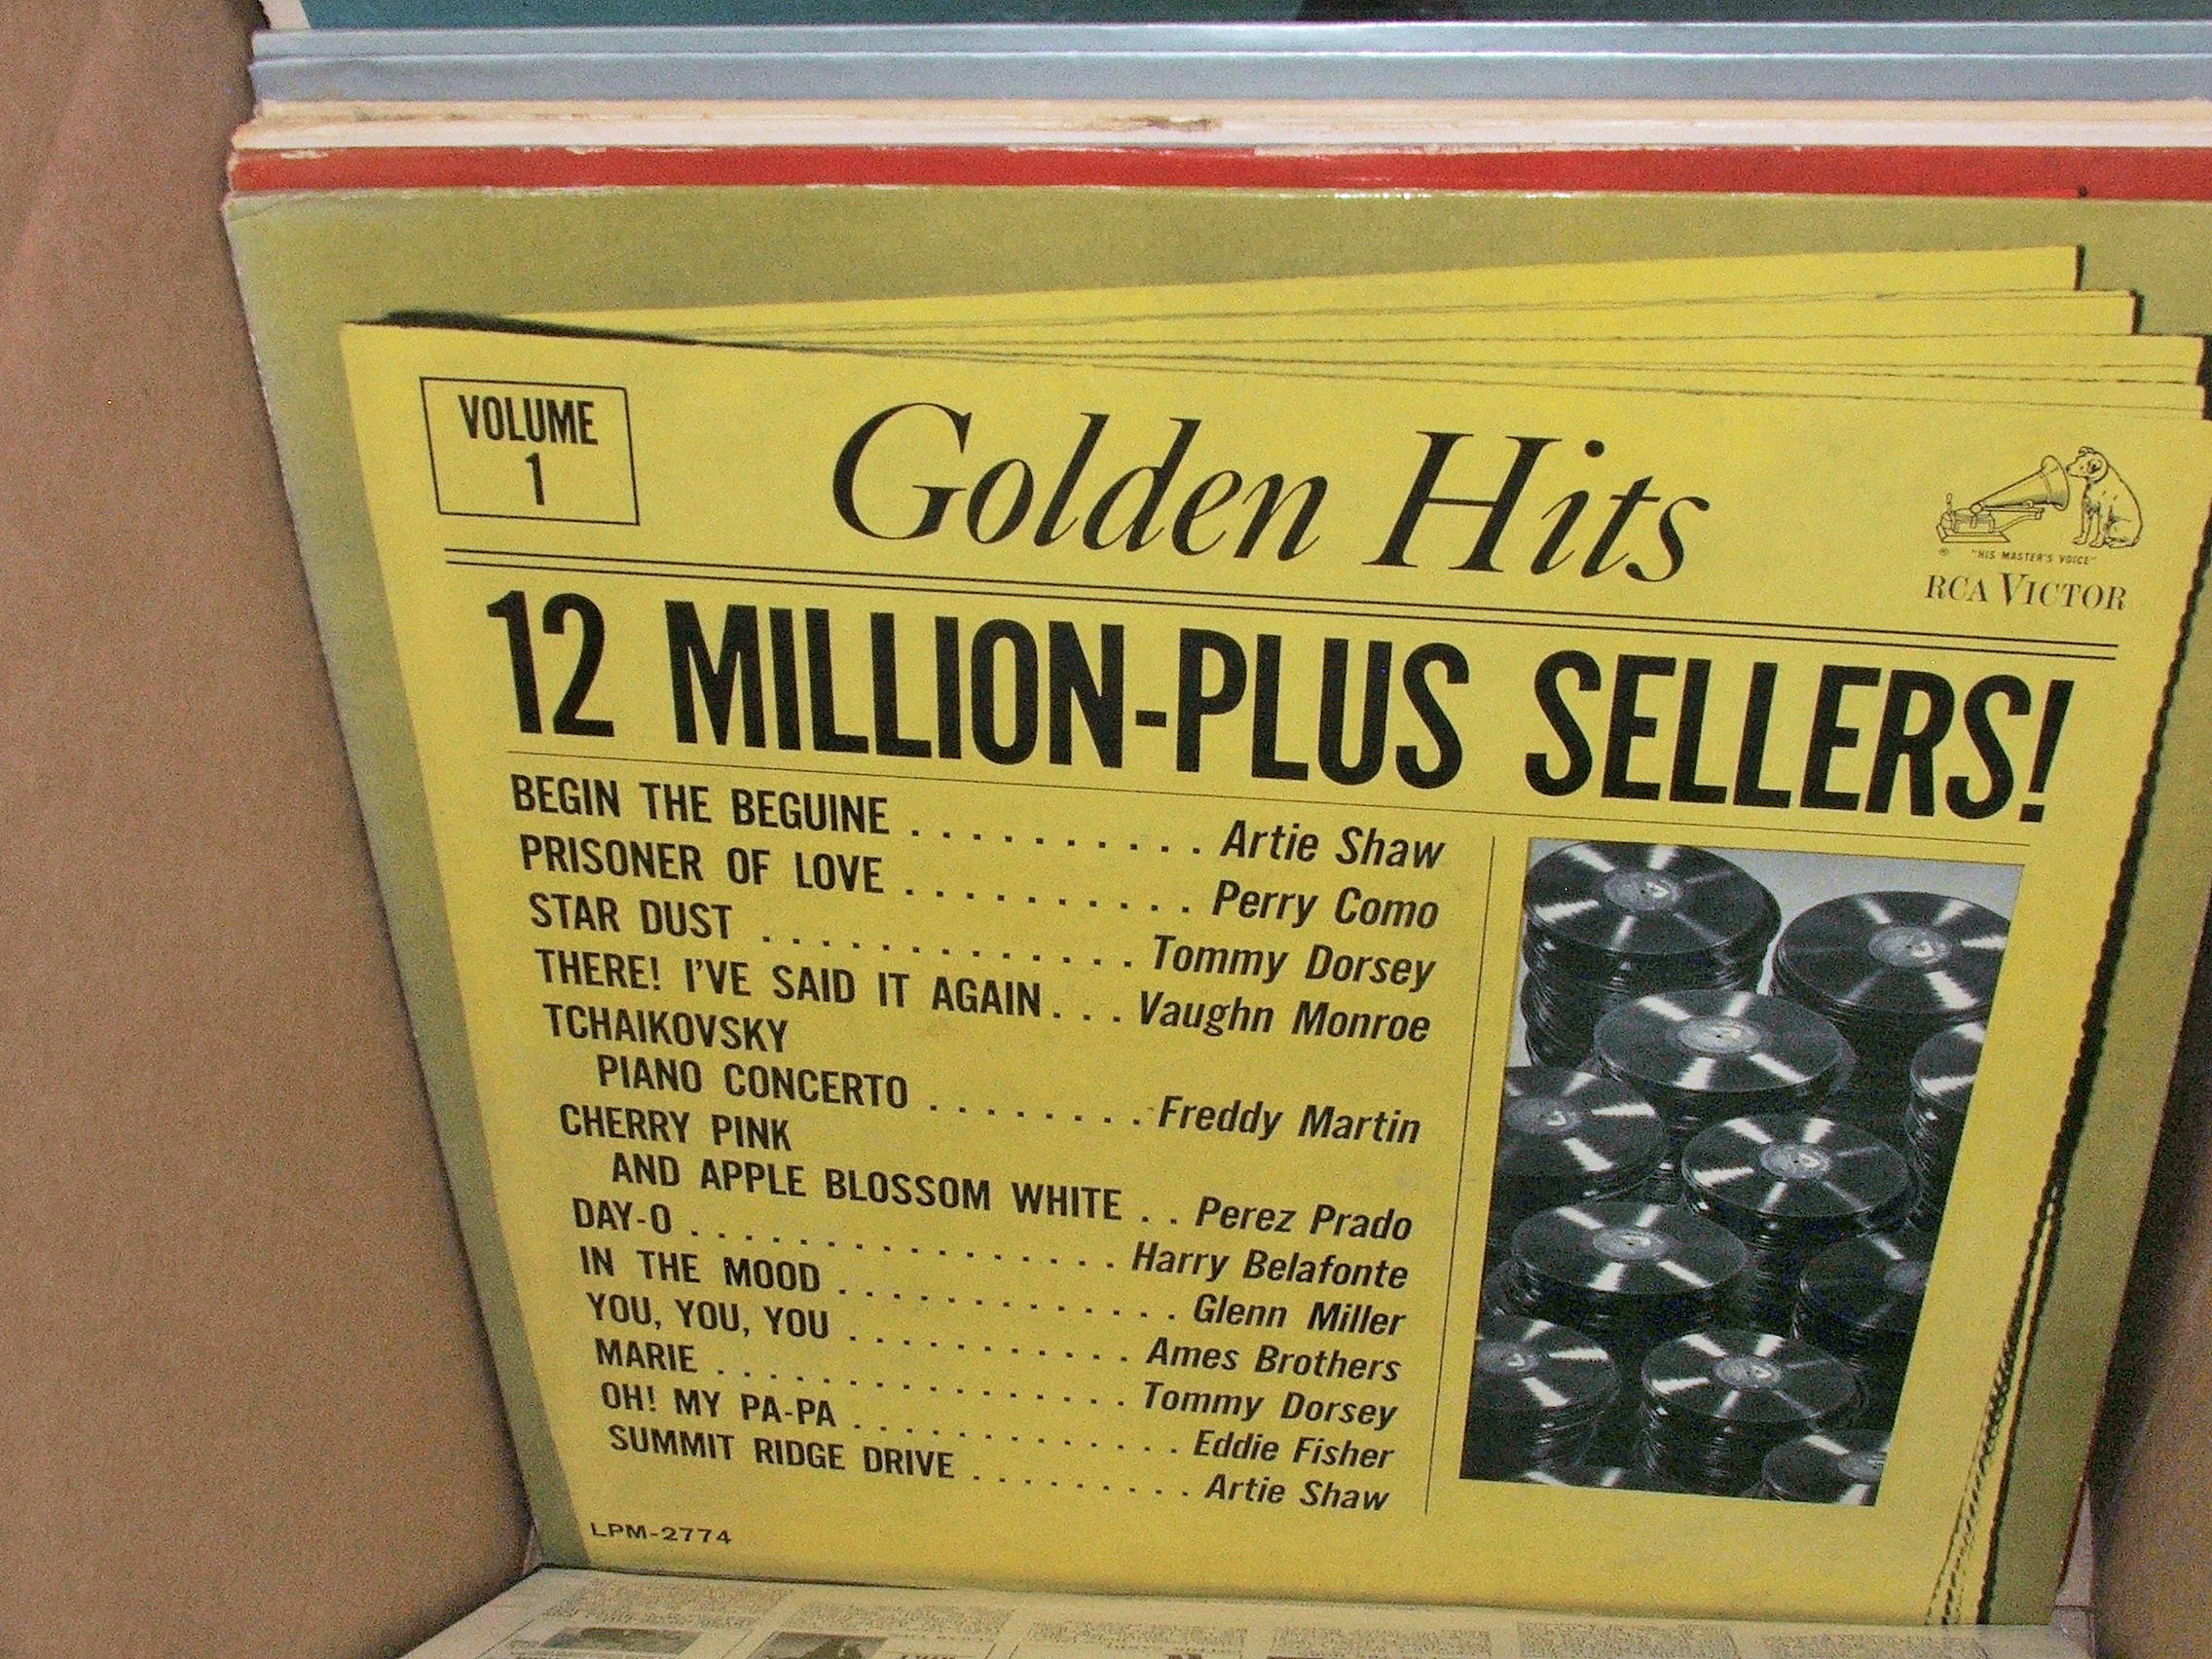 VOLUME
1
Golden Hits
"HIS MASTER'S VOICE"
RCA VICTOR
12 MILLION-PLUS SELLERS!
BEGIN THE BEGUINE . . . . . . . . . . Artie Shaw
PRISONER OF LOVE . . . . . . . . . . Perry Como
STAR DUST . . . . . . . . . . . . . Tommy Dorsey
THERE! I'VE SAID IT AGAIN . . . Vaughn Monroe
TCHAIKOVSKY
PIANO CONCERTO . . . . . . . . Freddy Martin
CHERRY PINK
AND APPLE BLOSSOM WHITE . . Perez Prado
DAY-O . . . . . . . . . . . . . . . . Harry Belafonte
IN THE MOOD . . . . . . . . . . . . . Glenn Miller
YOU, YOU, YOU . . . . . . . . . . . Ames Brothers
MARIE . . . . . . . . . . . . . . . . Tommy Dorsey
OH! MY PA-PA . . . . . . . . . . . . . Eddie Fisher
SUMMIT RIDGE DRIVE . . . . . . . . . Artie Shaw
LPM-2774